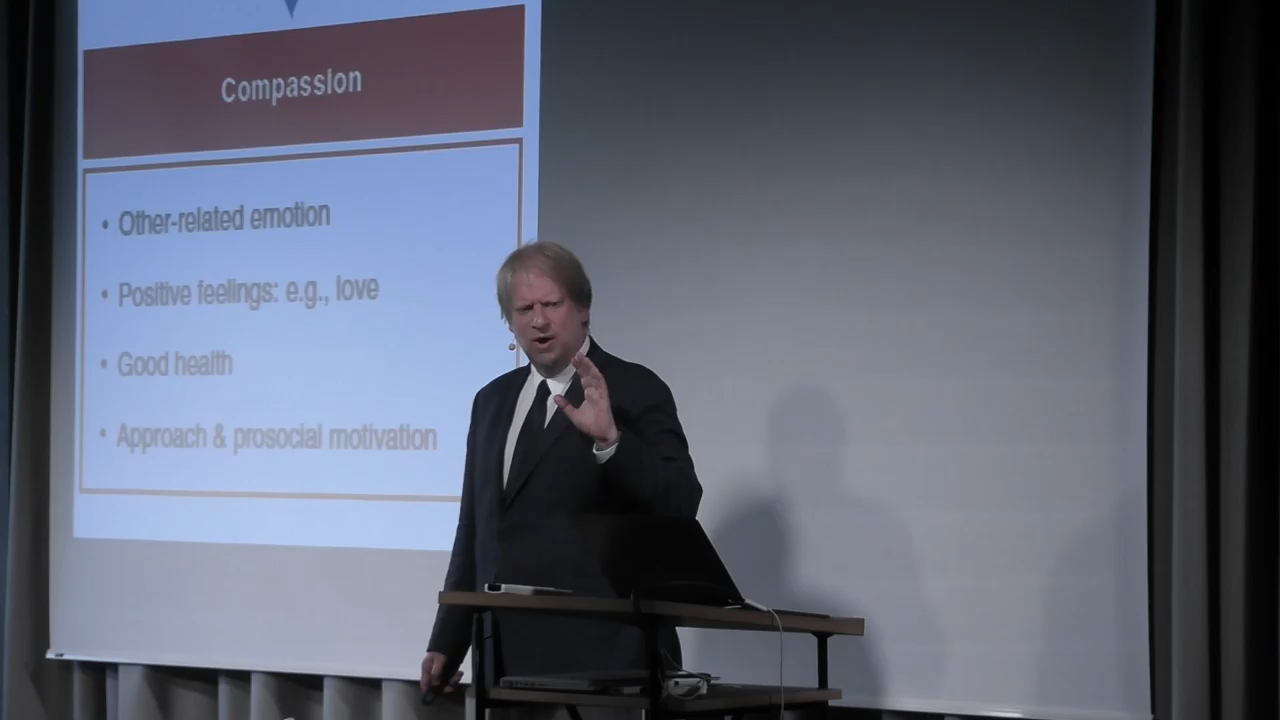 Compassion
• Other-related emotion
• Positive feelings: e.g., love
• Good health
• Approach & prosocial motivation